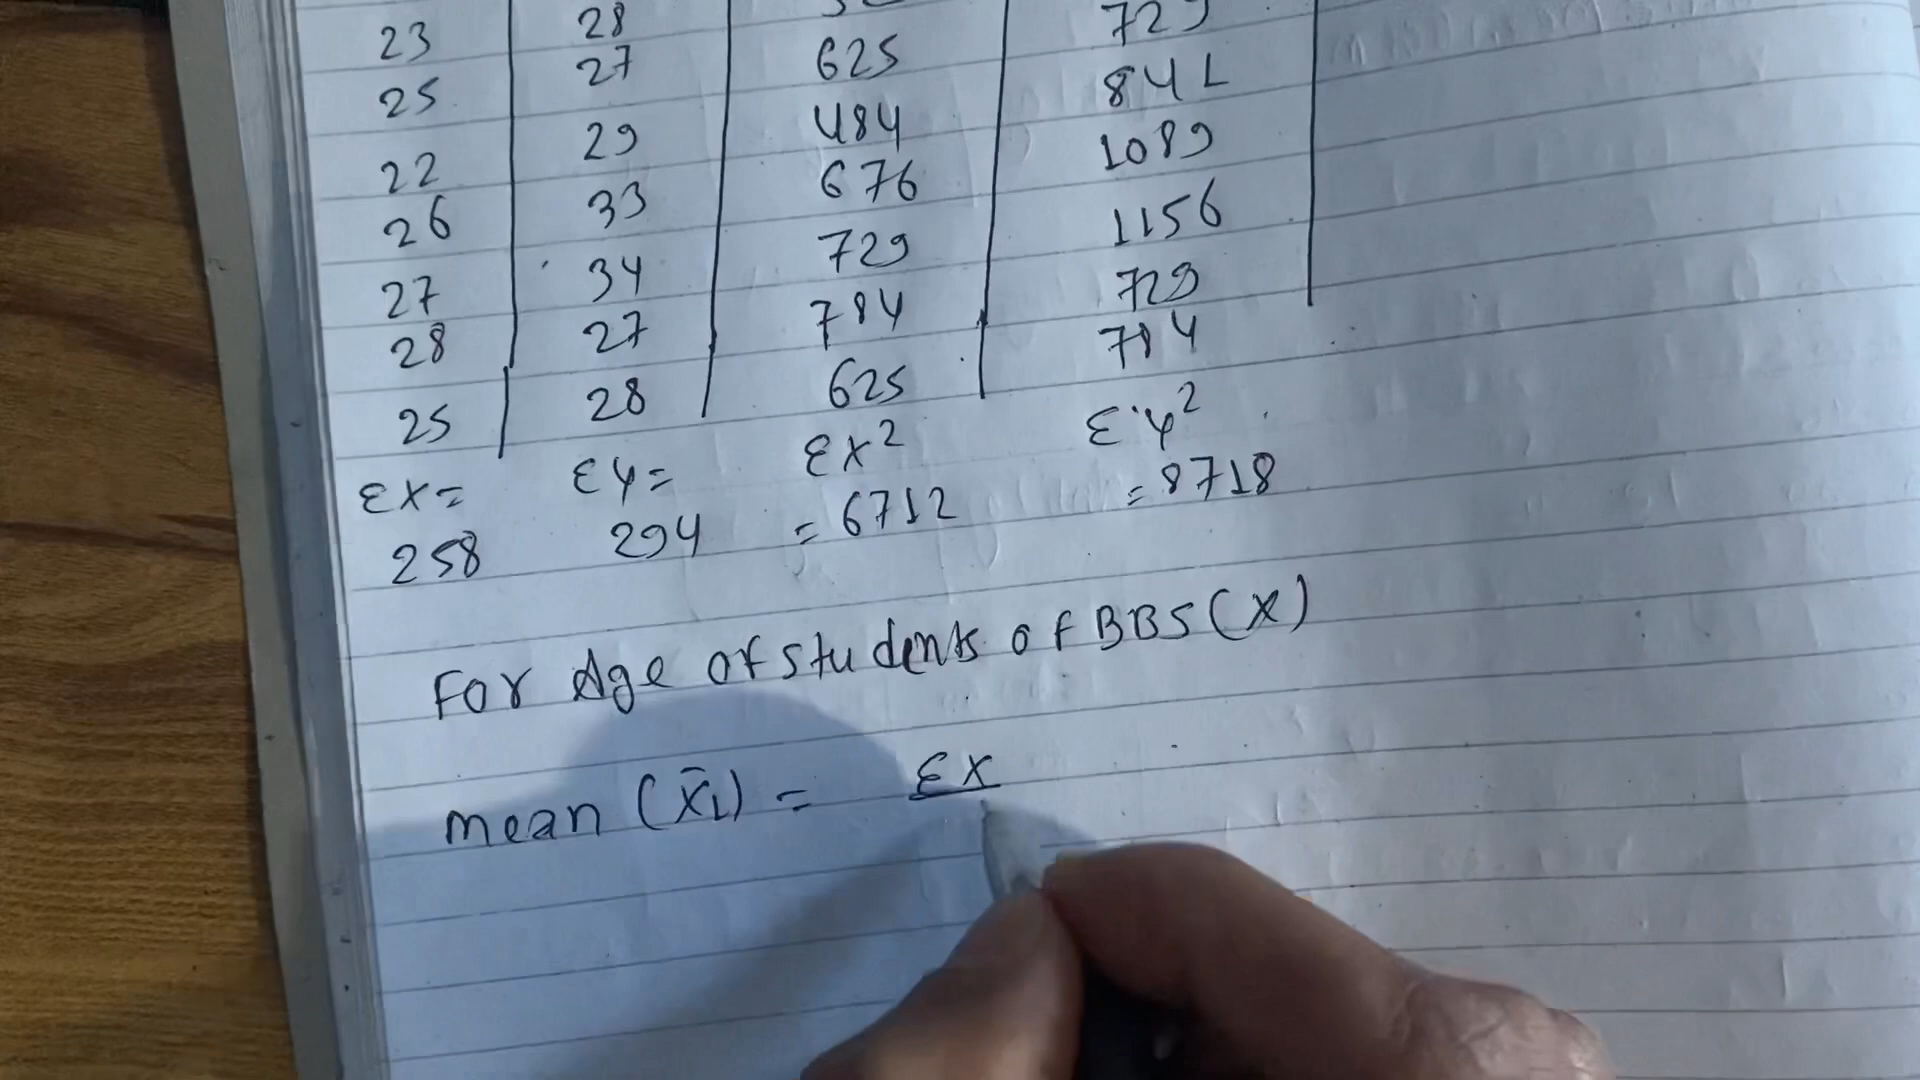 23 28 729
25 27 625 841
22 29 484 1089
26 33 676 1156
27 34 729 729
28 27 784 784
25 28 625
Σx= Σy= Σx² Σy²
258 294 = 6712 = 8718
For Age of students of BBS(X)
mean (x̄1) = Σx